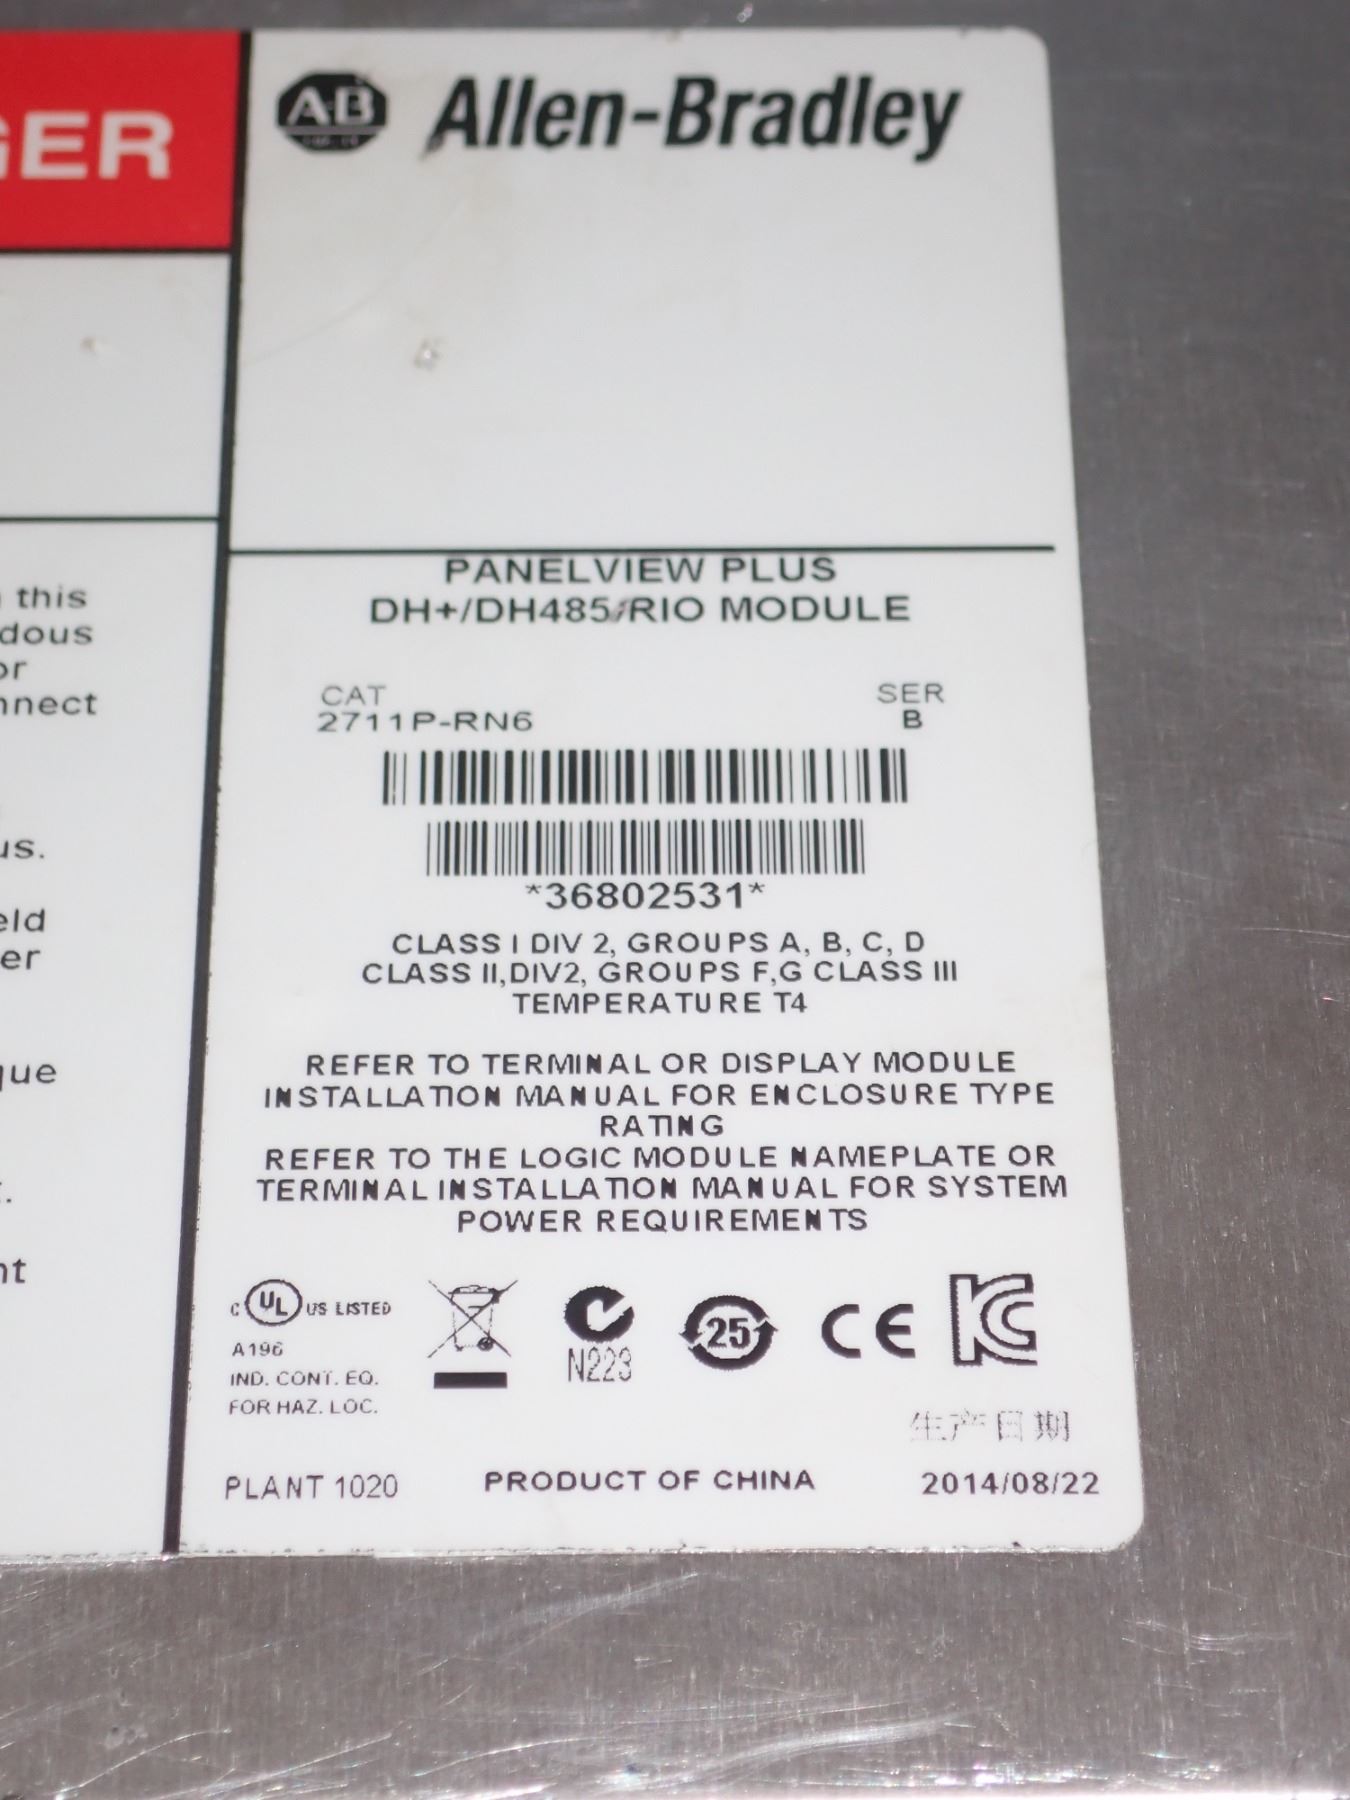 GER
this
dous
or
nnect
us.
eld
er
que
nt
A-B
Allen-Bradley
PANELVIEW PLUS
DH+/DH485/RIO MODULE
CAT SER
2711P-RN6 B
*36802531*
CLASS I DIV 2, GROUPS A, B, C, D
CLASS II,DIV2, GROUPS F,G CLASS III
TEMPERATURE T4
REFER TO TERMINAL OR DISPLAY MODULE
INSTALLATION MANUAL FOR ENCLOSURE TYPE
RATING
REFER TO THE LOGIC MODULE NAMEPLATE OR
TERMINAL INSTALLATION MANUAL FOR SYSTEM
POWER REQUIREMENTS
C UL US LISTED
A196
IND. CONT. EQ.
FOR HAZ. LOC.
N223
25
CE
KC
生产日期
PLANT 1020 PRODUCT OF CHINA 2014/08/22